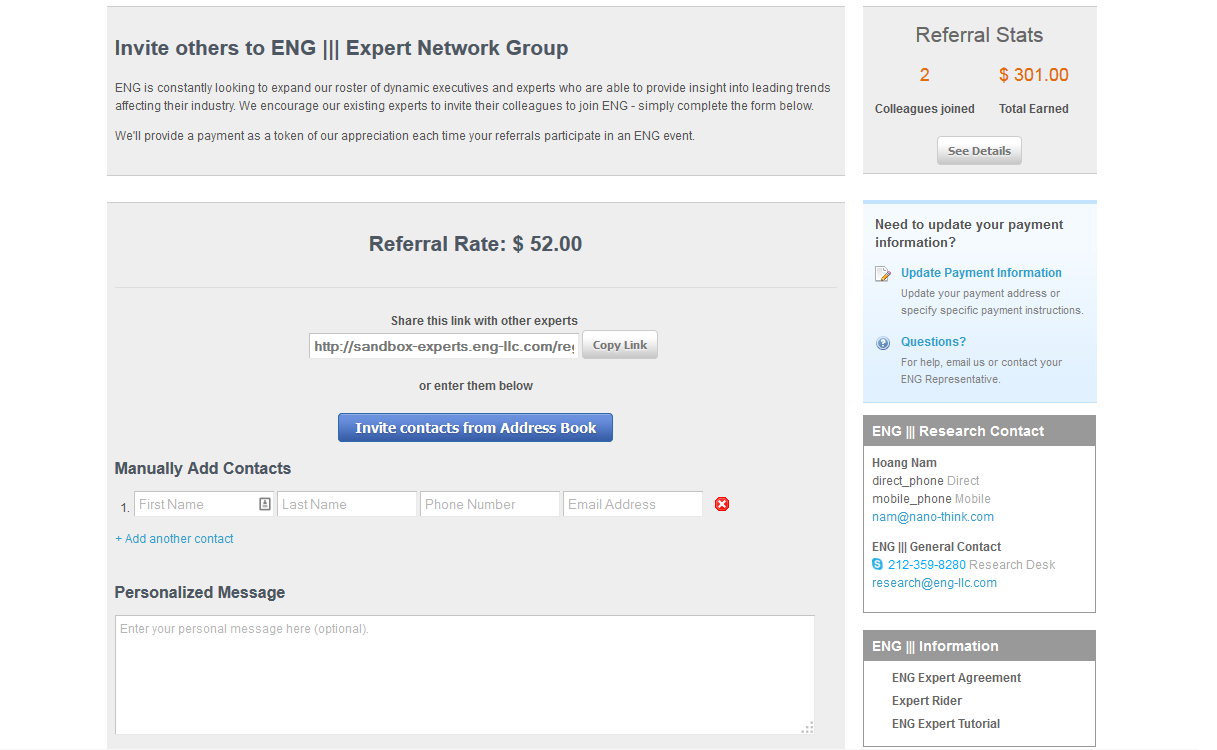 Invite others to ENG ||| Expert Network Group
ENG is constantly looking to expand our roster of dynamic executives and experts who are able to provide insight into leading trends
affecting their industry. We encourage our existing experts to invite their colleagues to join ENG - simply complete the form below.
We'll provide a payment as a token of our appreciation each time your referrals participate in an ENG event.
Referral Rate: $ 52.00
Share this link with other experts
http://sandbox-experts.eng-llc.com/reg
Copy Link
or enter them below
Invite contacts from Address Book
Manually Add Contacts
1. First Name Last Name Phone Number Email Address
+ Add another contact
Personalized Message
Enter your personal message here (optional).
Referral Stats
2 $ 301.00
Colleagues joined Total Earned
See Details
Need to update your payment
information?
Update Payment Information
Update your payment address or
specify specific payment instructions.
Questions?
For help, email us or contact your
ENG Representative.
ENG ||| Research Contact
Hoang Nam
direct_phone Direct
mobile_phone Mobile
nam@nano-think.com
ENG ||| General Contact
212-359-8280 Research Desk
research@eng-llc.com
ENG ||| Information
ENG Expert Agreement
Expert Rider
ENG Expert Tutorial